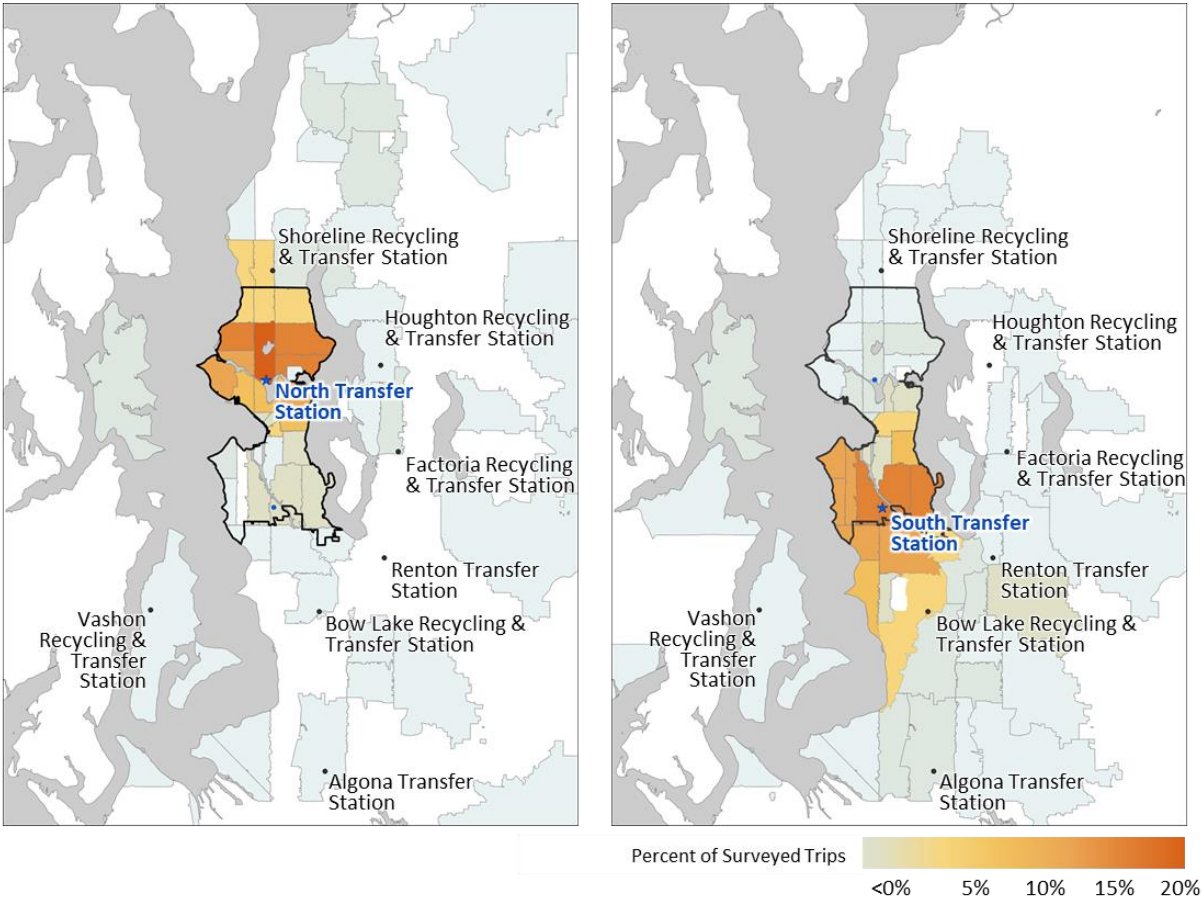 Shoreline Recycling
& Transfer Station
Houghton Recycling
& Transfer Station
North Transfer
Station
Factoria Recycling
& Transfer Station
Renton Transfer
Station
Vashon
Recycling &
Transfer
Station
Bow Lake Recycling &
Transfer Station
Algona Transfer
Station
Shoreline Recycling
& Transfer Station
Houghton Recycling
& Transfer Station
Factoria Recycling
& Transfer Station
South Transfer
Station
Renton Transfer
Station
Vashon
Recycling &
Transfer
Station
Bow Lake Recycling &
Transfer Station
Algona Transfer
Station
Percent of Surveyed Trips
<0% 5% 10% 15% 20%